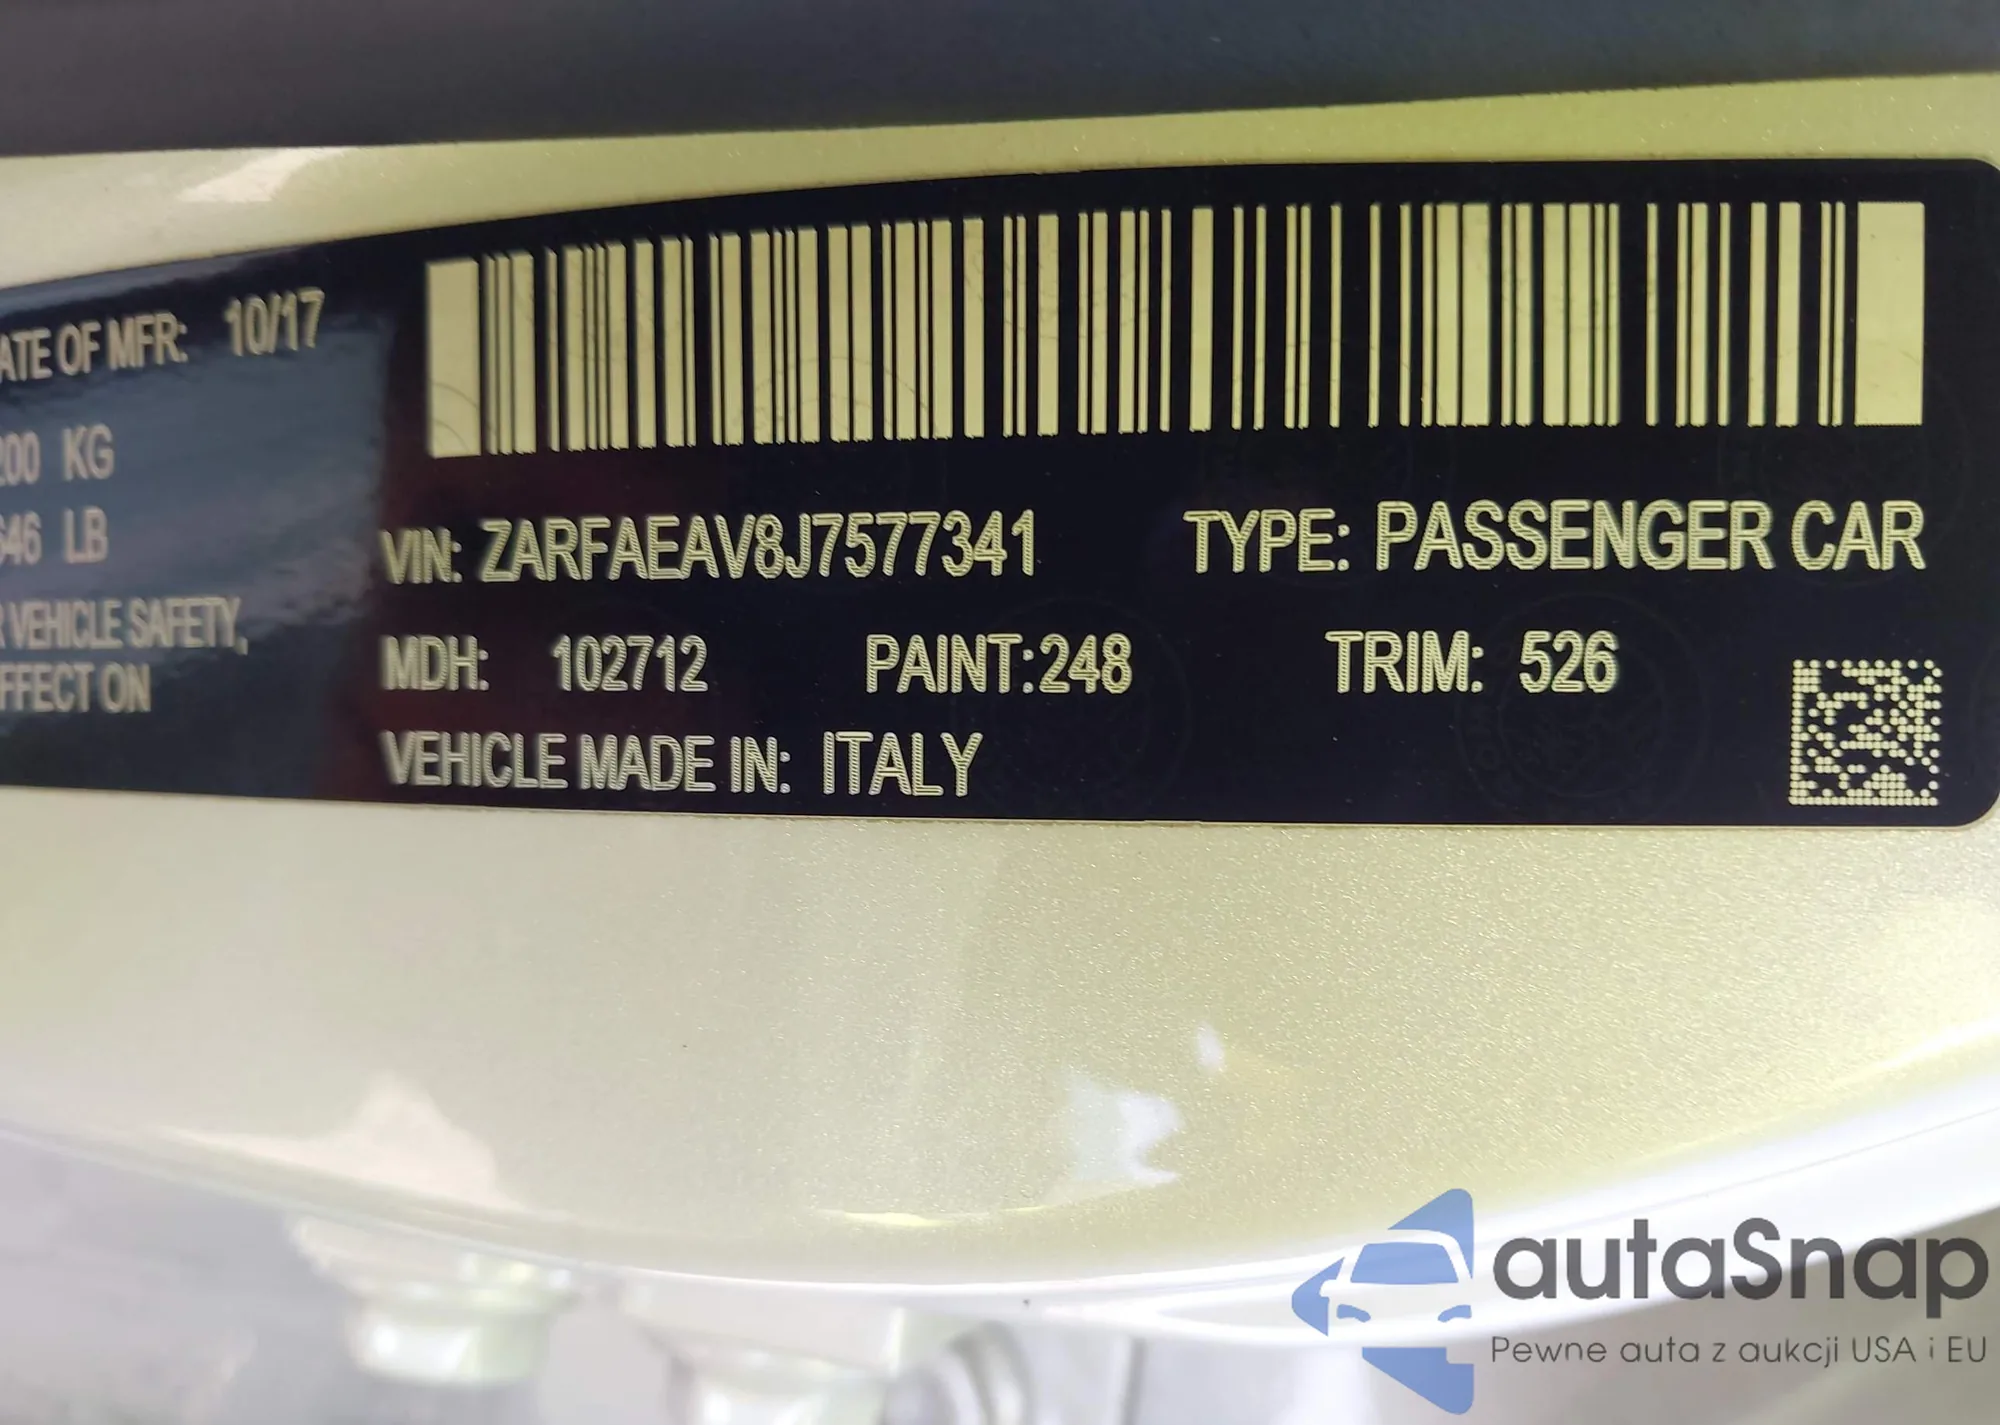 ATE OF MFR: 10/17
200 KG
646 LB
R VEHICLE SAFETY,
FFECT ON
VIN: ZARFAEAV8J7577341 TYPE: PASSENGER CAR
MDH: 102712 PAINT:248 TRIM: 526
VEHICLE MADE IN: ITALY
autaSnap
Pewne auta z aukcji USA i EU